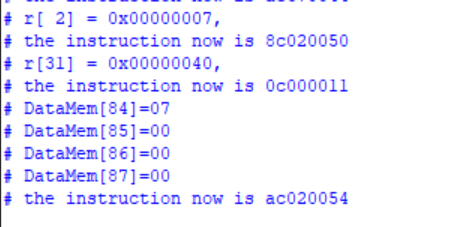 # r[ 2] = 0x00000007,
# the instruction now is 8c020050
# r[31] = 0x00000040,
# the instruction now is 0c000011
# DataMem[84]=07
# DataMem[85]=00
# DataMem[86]=00
# DataMem[87]=00
# the instruction now is ac020054